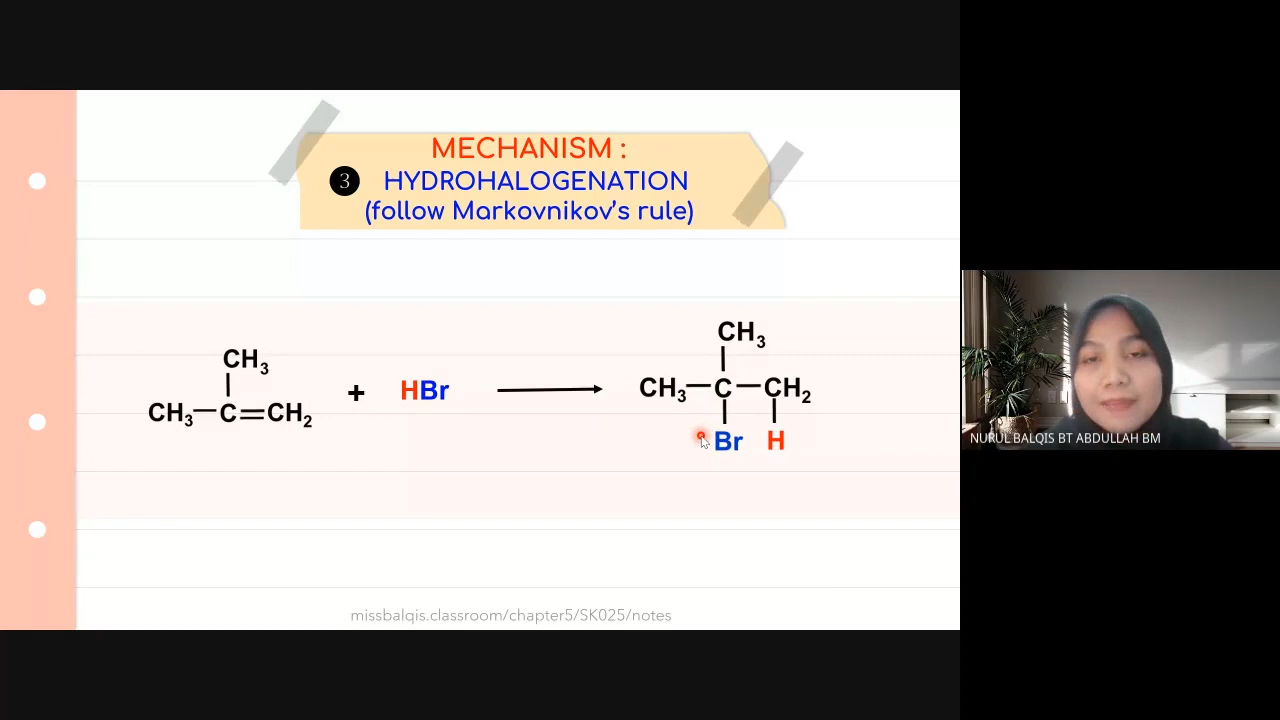 MECHANISM :
❸ HYDROHALOGENATION
(follow Markovnikov's rule)
CH₃
CH₃—C=CH₂
+ HBr
CH₃
CH₃—C—CH₂
Br H
NURUL BALQIS BT ABDULLAH BM
missbalqis.classroom/chapter5/SK025/notes